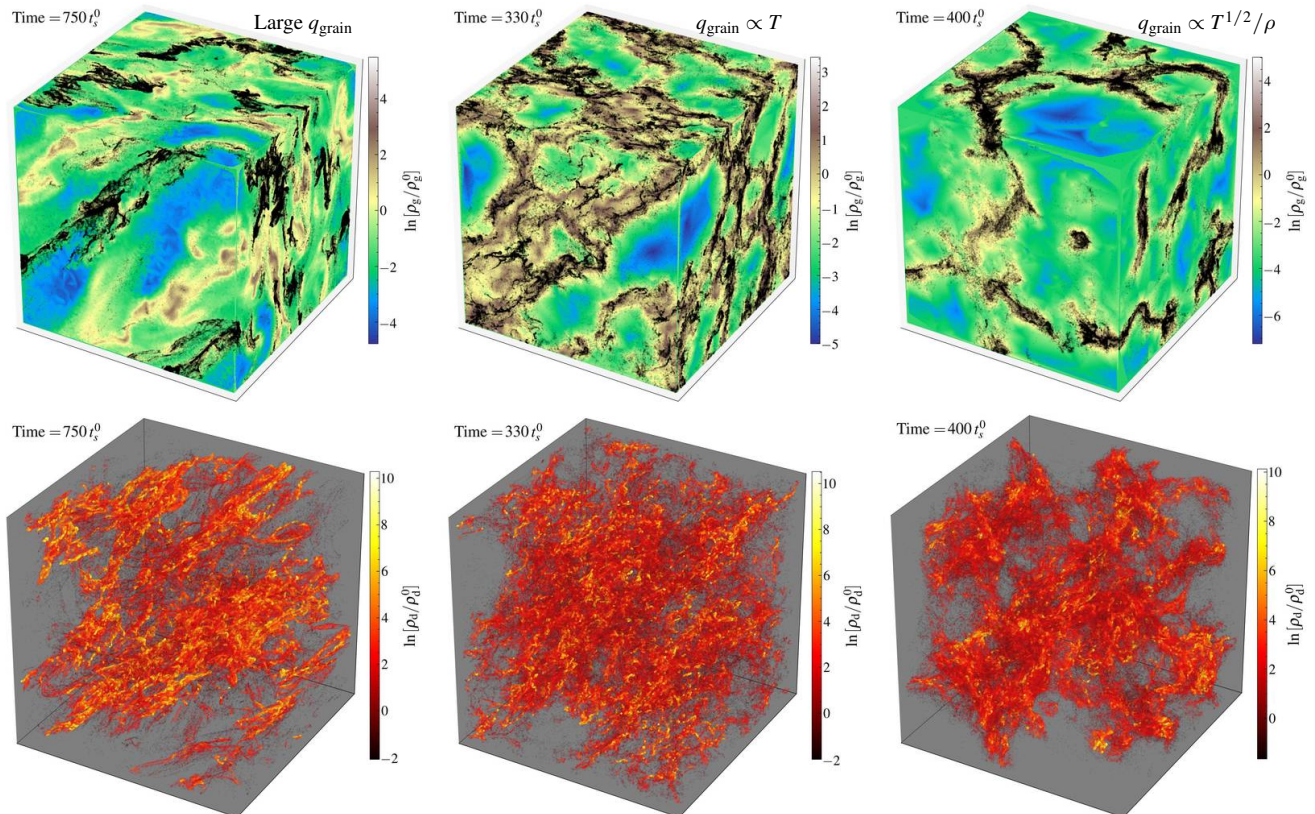 Time = 750 t_s^0
Large q_grain
4
2
0
−2
−4
ln[ρ_g/ρ_g^0]
Time = 330 t_s^0
q_grain ∝ T
3
2
1
0
−1
−2
−3
−4
−5
ln[ρ_g/ρ_g^0]
Time = 400 t_s^0
q_grain ∝ T^{1/2}/ρ
4
2
0
−2
−4
−6
ln[ρ_g/ρ_g^0]
Time = 750 t_s^0
10
8
6
4
2
0
−2
ln[ρ_d/ρ_d^0]
Time = 330 t_s^0
10
8
6
4
2
0
−2
ln[ρ_d/ρ_d^0]
Time = 400 t_s^0
10
8
6
4
2
0
ln[ρ_d/ρ_d^0]